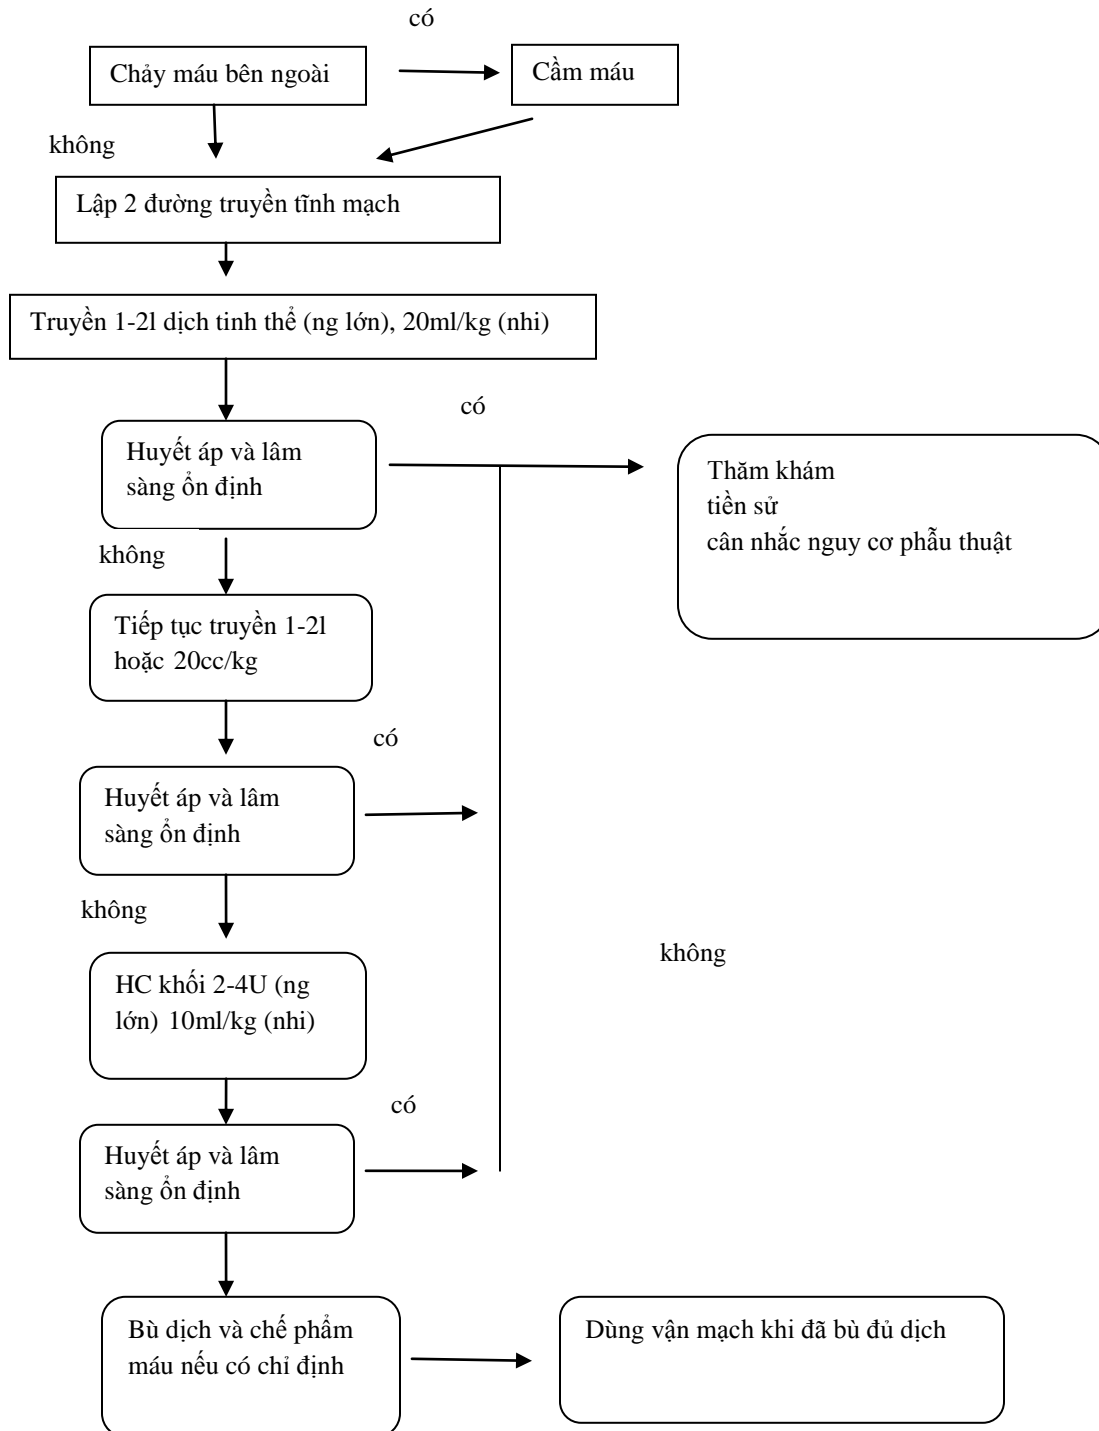 có
Chảy máu bên ngoài
Cầm máu
không
Lập 2 đường truyền tĩnh mạch
Truyền 1-2l dịch tinh thể (ng lớn), 20ml/kg (nhi)
có
Huyết áp và lâm
sàng ổn định
Thăm khám
tiền sử
cân nhắc nguy cơ phẫu thuật
không
Tiếp tục truyền 1-2l
hoặc 20cc/kg
có
Huyết áp và lâm
sàng ổn định
không
không
HC khối 2-4U (ng
lớn) 10ml/kg (nhi)
có
Huyết áp và lâm
sàng ổn định
Bù dịch và chế phẩm
máu nếu có chỉ định
Dùng vận mạch khi đã bù đủ dịch